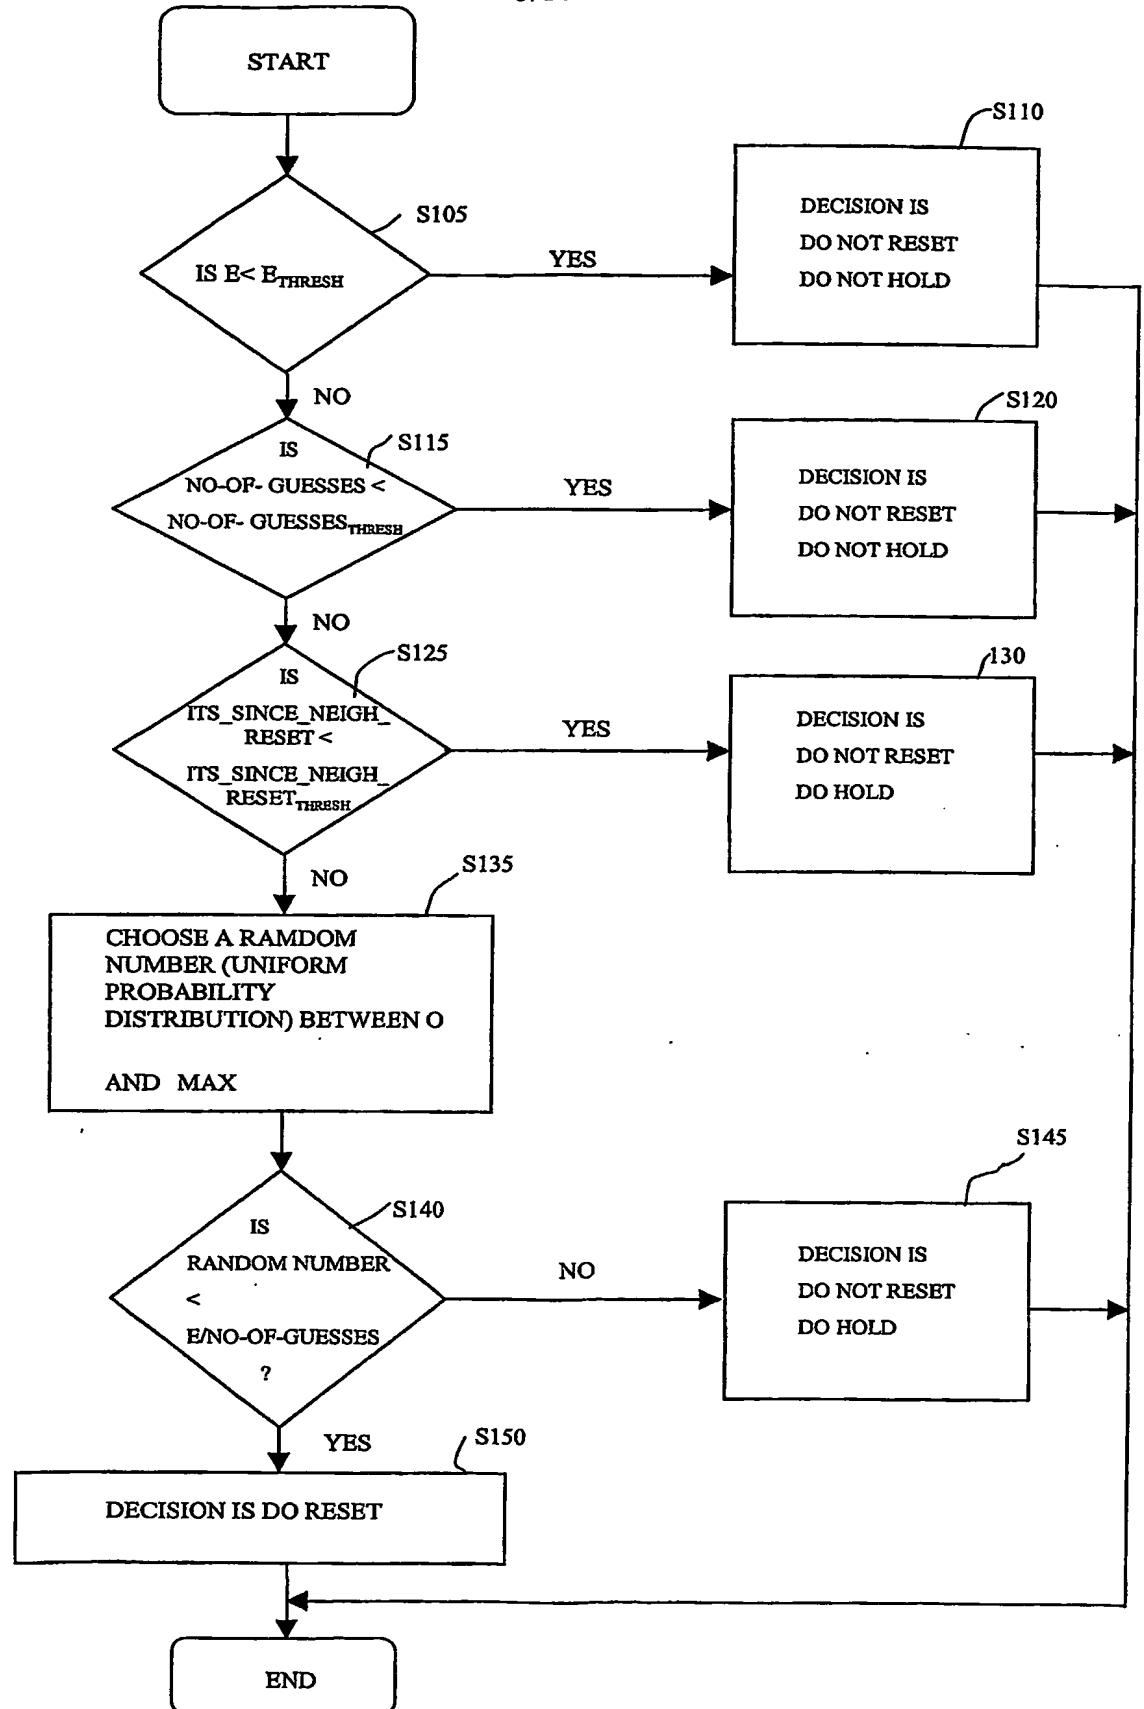 START
S110
S105
DECISION IS
DO NOT RESET
DO NOT HOLD
IS E< E_THRESH
YES
NO
S120
S115
IS
NO-OF- GUESSES <
NO-OF- GUESSES_THRESH
YES
DECISION IS
DO NOT RESET
DO NOT HOLD
NO
S125
130
IS
ITS_SINCE_NEIGH_
RESET <
ITS_SINCE_NEIGH_
RESET_THRESH
YES
DECISION IS
DO NOT RESET
DO HOLD
NO
S135
CHOOSE A RAMDOM
NUMBER (UNIFORM
PROBABILITY
DISTRIBUTION) BETWEEN O
AND MAX
S145
S140
IS
RANDOM NUMBER
<
E/NO-OF-GUESSES
?
NO
DECISION IS
DO NOT RESET
DO HOLD
YES
S150
DECISION IS DO RESET
END